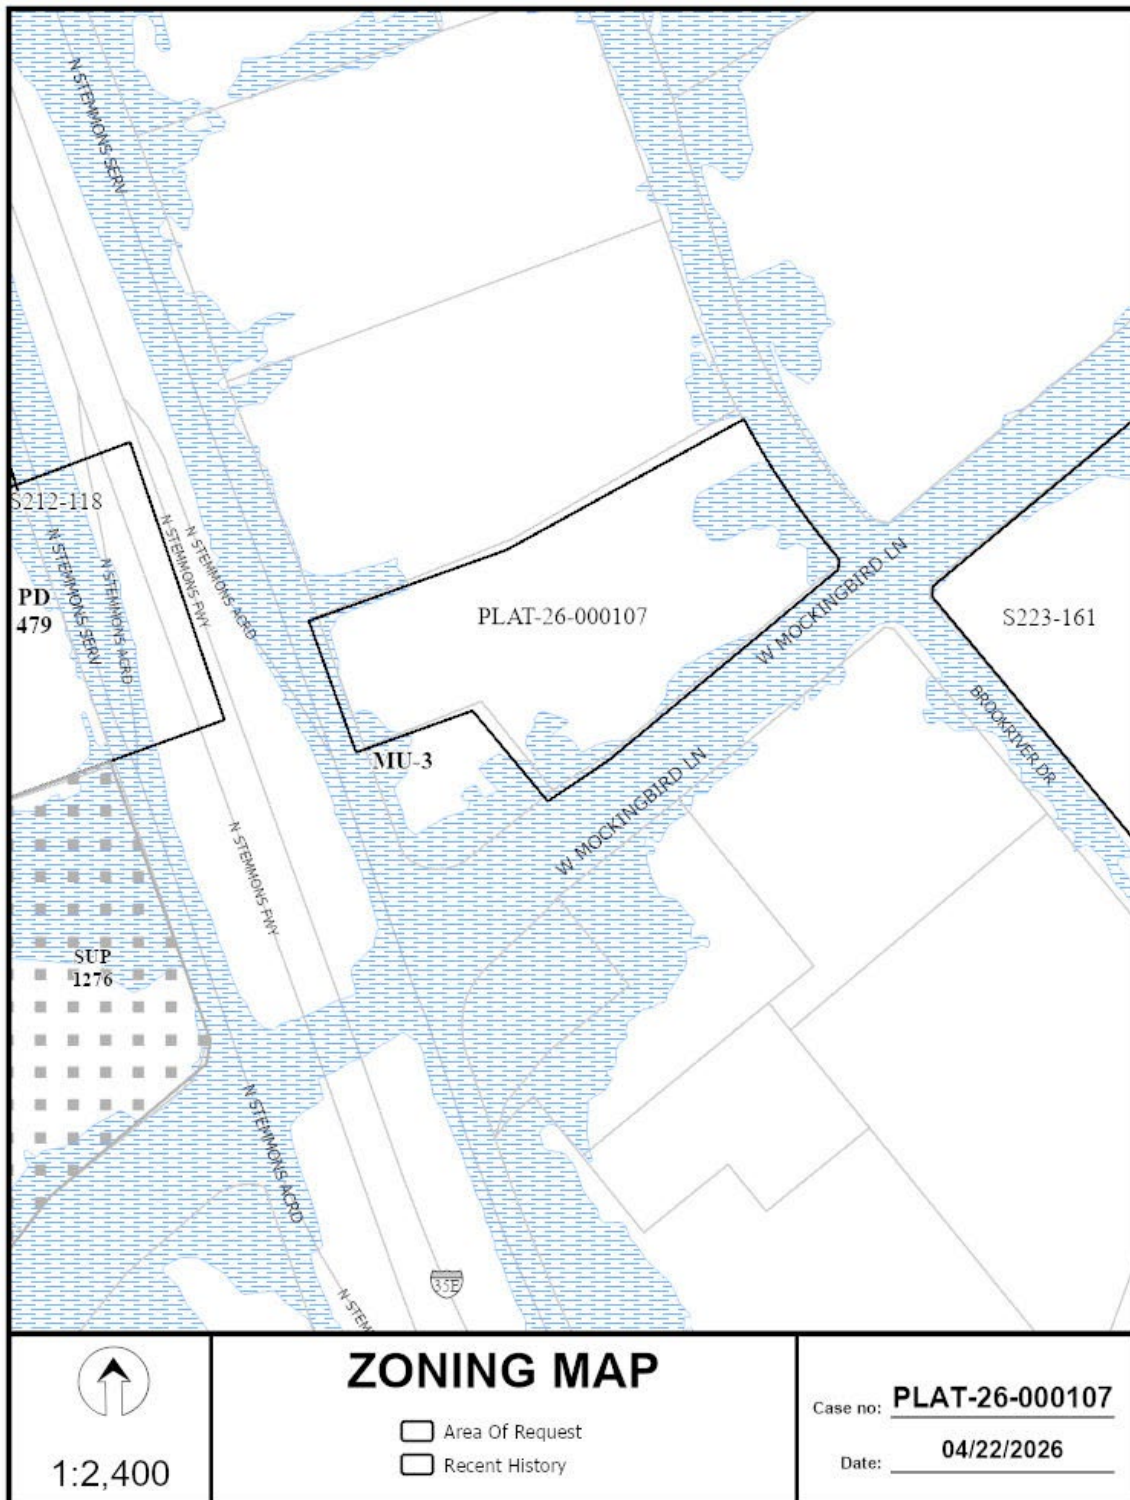 N STEMMONS SERV
S212-118
N STEMMONS SERV
N STEMMONS ACRD
N STEMMONS FWY
N STEMMONS ACRD
PD
479
PLAT-26-000107
W MOCKINGBIRD LN
S223-161
BROOKRIVER DR
MU-3
W MOCKINGBIRD LN
N STEMMONS FWY
SUP
1276
N STEMMONS ACRD
35E
N STEM
1:2,400
ZONING MAP
Area Of Request
Recent History
Case no: PLAT-26-000107
Date: 04/22/2026